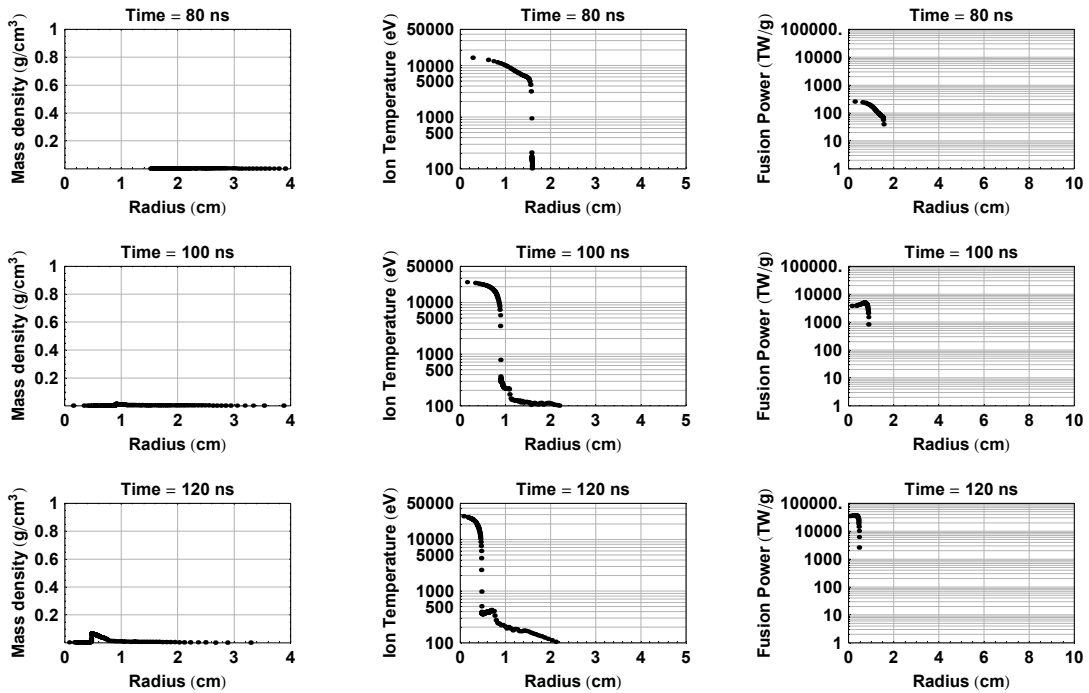 Time = 80 ns
Mass density (g/cm³)
1
0.8
0.6
0.4
0.2
0 1 2 3 4
Radius (cm)
Time = 80 ns
Ion Temperature (eV)
50000
10000
5000
1000
500
100
0 1 2 3 4 5
Radius (cm)
Time = 80 ns
Fusion Power (TW/g)
100000.
10000
1000
100
10
1
0 2 4 6 8 10
Radius (cm)
Time = 100 ns
Mass density (g/cm³)
1
0.8
0.6
0.4
0.2
0 1 2 3 4
Radius (cm)
Time = 100 ns
Ion Temperature (eV)
50000
10000
5000
1000
500
100
0 1 2 3 4 5
Radius (cm)
Time = 100 ns
Fusion Power (TW/g)
100000.
10000
1000
100
10
1
0 2 4 6 8 10
Radius (cm)
Time = 120 ns
Mass density (g/cm³)
1
0.8
0.6
0.4
0.2
0 1 2 3 4
Radius (cm)
Time = 120 ns
Ion Temperature (eV)
50000
10000
5000
1000
500
100
0 1 2 3 4 5
Radius (cm)
Time = 120 ns
Fusion Power (TW/g)
100000.
10000
1000
100
10
1
0 2 4 6 8 10
Radius (cm)